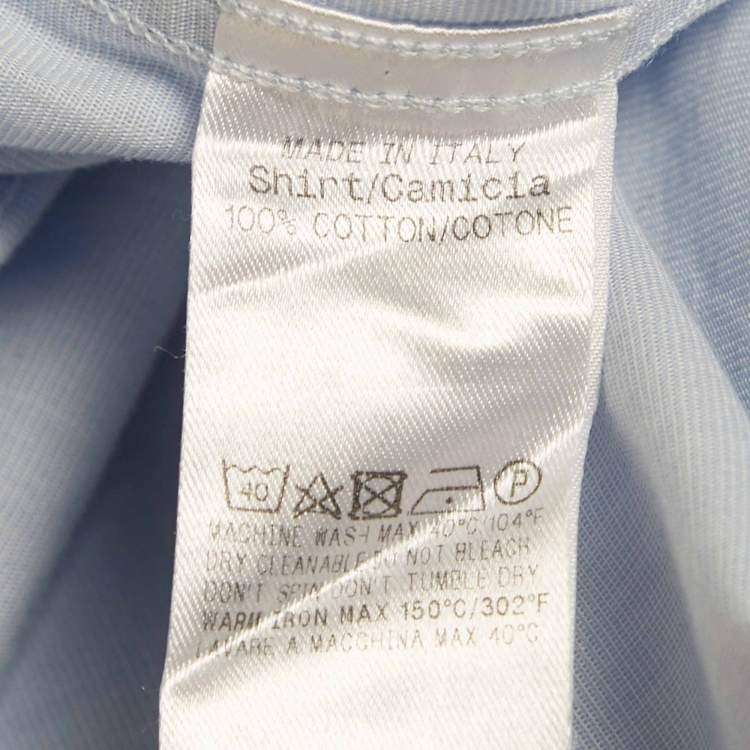 MADE IN ITALY
Shirt/Camicia
100% COTTON/COTONE
40 P
MACHINE WASH MAX 40°C/104°F
DRY CLEANABLE DO NOT BLEACH
DON'T SPIN DON'T TUMBLE DRY
WARM IRON MAX 150°C/302°F
LAVARE A MACCHINA MAX 40°C